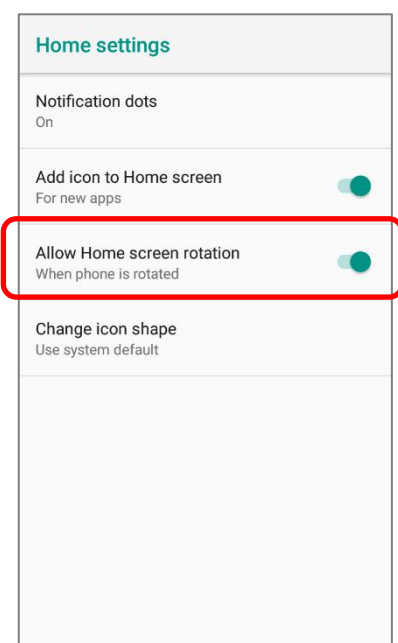 Home settings
Notification dots
On
Add icon to Home screen
For new apps
Allow Home screen rotation
When phone is rotated
Change icon shape
Use system default